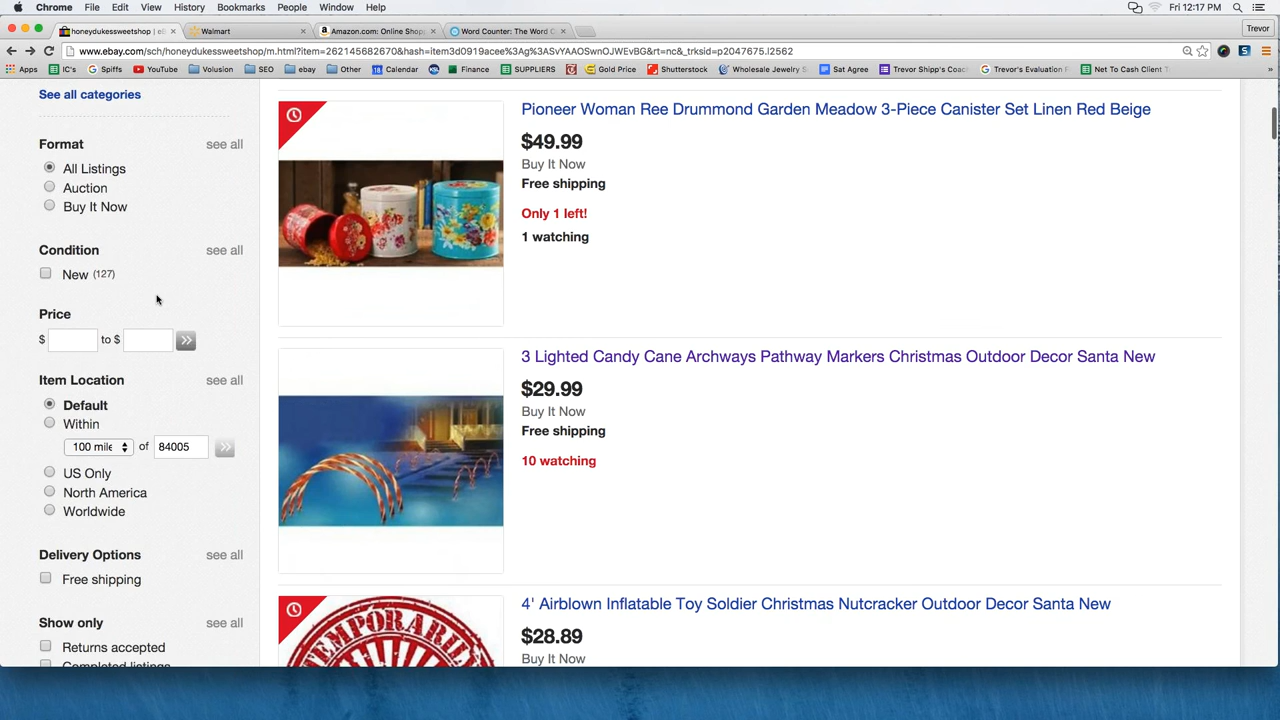 Chrome File Edit View History Bookmarks People Window Help Fri 12:17 PM
honeydukessweetshop | eB Walmart Amazon.com: Online Shopp Word Counter: The Word C Trevor
www.ebay.com/sch/honeydukessweetshop/m.html?item=262145682670&hash=item3d0919acee%3Ag%3ASvYAAOSwnOJWEvBG&rt=nc&_trksid=p2047675.l2562
Apps IC's Spiffs YouTube Volusion SEO ebay Other Calendar Finance SUPPLIERS Gold Price Shutterstock Wholesale Jewelry S Sat Agree Trevor Shipp's Coac Trevor's Evaluation F Net To Cash Client T »
See all categories
Format see all
All Listings
Auction
Buy It Now
Condition see all
New (127)
Price
$ to $
Item Location see all
Default
Within
100 mile of 84005
US Only
North America
Worldwide
Delivery Options see all
Free shipping
Show only see all
Returns accepted
Completed listings
Pioneer Woman Ree Drummond Garden Meadow 3-Piece Canister Set Linen Red Beige
$49.99
Buy It Now
Free shipping
Only 1 left!
1 watching
3 Lighted Candy Cane Archways Pathway Markers Christmas Outdoor Decor Santa New
$29.99
Buy It Now
Free shipping
10 watching
4' Airblown Inflatable Toy Soldier Christmas Nutcracker Outdoor Decor Santa New
$28.89
Buy It Now
TEMPORARIL